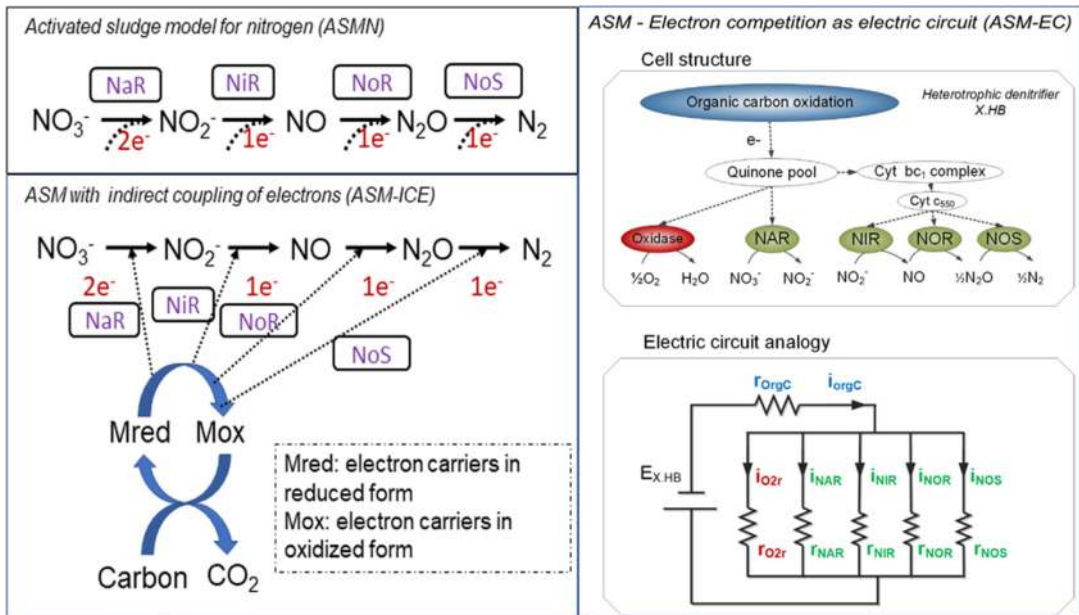 Activated sludge model for nitrogen (ASMN)
NaR NiR NoR NoS
NO₃⁻ NO₂⁻ NO N₂O N₂
2e⁻ 1e⁻ 1e⁻ 1e⁻
ASM with indirect coupling of electrons (ASM-ICE)
NO₃⁻ NO₂⁻ NO N₂O N₂
2e⁻ 1e⁻ 1e⁻ 1e⁻
NaR NiR NoR
NoS
Mred Mox
Mred: electron carriers in
reduced form
Mox: electron carriers in
oxidized form
Carbon CO₂
ASM - Electron competition as electric circuit (ASM-EC)
Cell structure
Organic carbon oxidation
Heterotrophic denitrifier
X.HB
e-
Quinone pool
Cyt bc₁ complex
Cyt c₅₅₀
Oxidase NAR NIR NOR NOS
½O₂ H₂O NO₃⁻ NO₂⁻ NO₂⁻ NO ½N₂O ½N₂
Electric circuit analogy
rOrgC iorgC
EX.HB
iO2r iNAR iNIR iNOR iNOS
rO2r rNAR rNIR rNOR rNOS